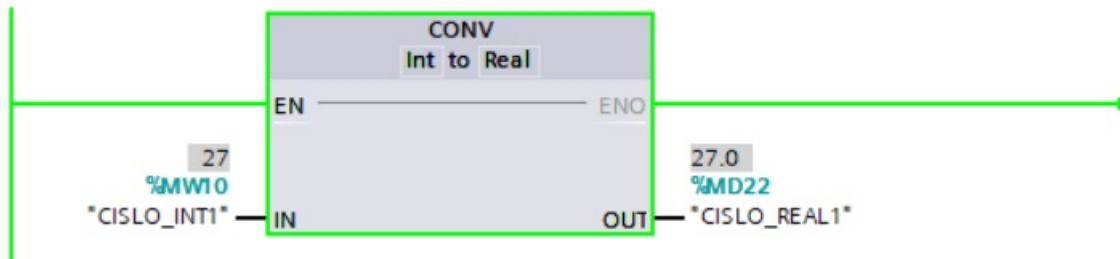 CONV
Int to Real
EN ENO
27 27.0
%MW10 %MD22
"CISLO_INT1" IN OUT "CISLO_REAL1"